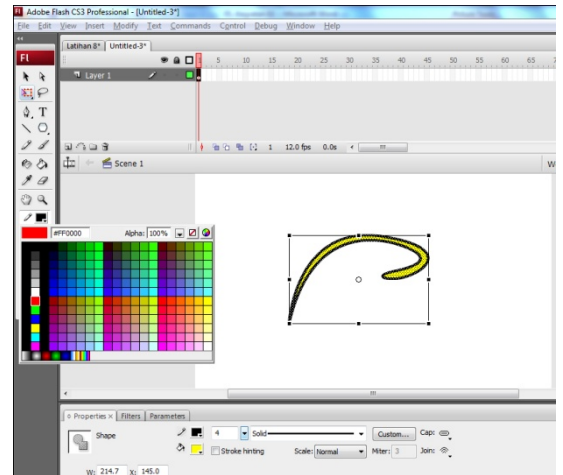 Adobe Flash CS3 Professional - [Untitled-3*]
File Edit View Insert Modify Text Commands Control Debug Window Help
Latihan 8* Untitled-3*
Fl
1 5 10 15 20 25 30 35 40 45 50 55 60 65
Layer 1
T
1 12.0 fps 0.0s
Scene 1
W
#FF0000 Alpha: 100%
Properties × Filters Parameters
Shape 4 Solid Custom... Cap:
Stroke hinting Scale: Normal Miter: 3 Join:
W: 214.7 X: 145.0